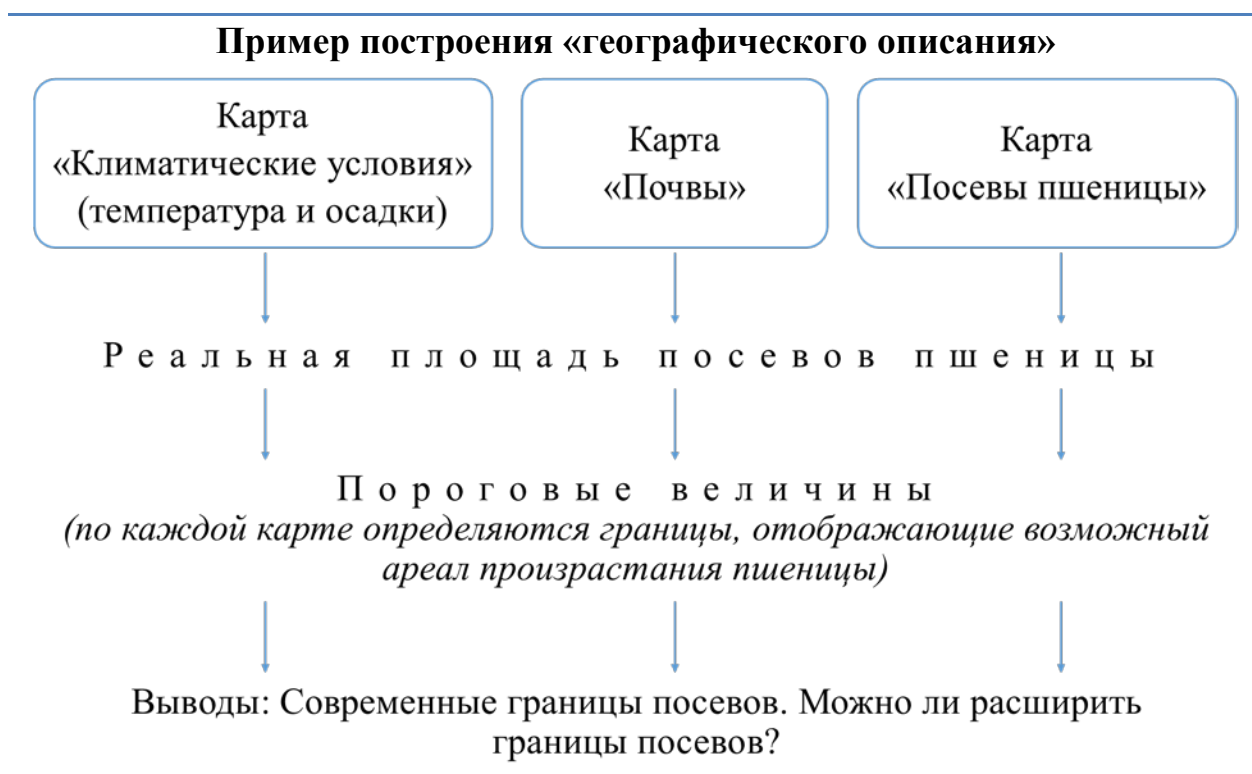 Пример построения «географического описания»
Карта
«Климатические условия»
(температура и осадки)
Карта
«Почвы»
Карта
«Посевы пшеницы»
Реальная площадь посевов пшеницы
Пороговые величины
(по каждой карте определяются границы, отображающие возможный
ареал произрастания пшеницы)
Выводы: Современные границы посевов. Можно ли расширить
границы посевов?